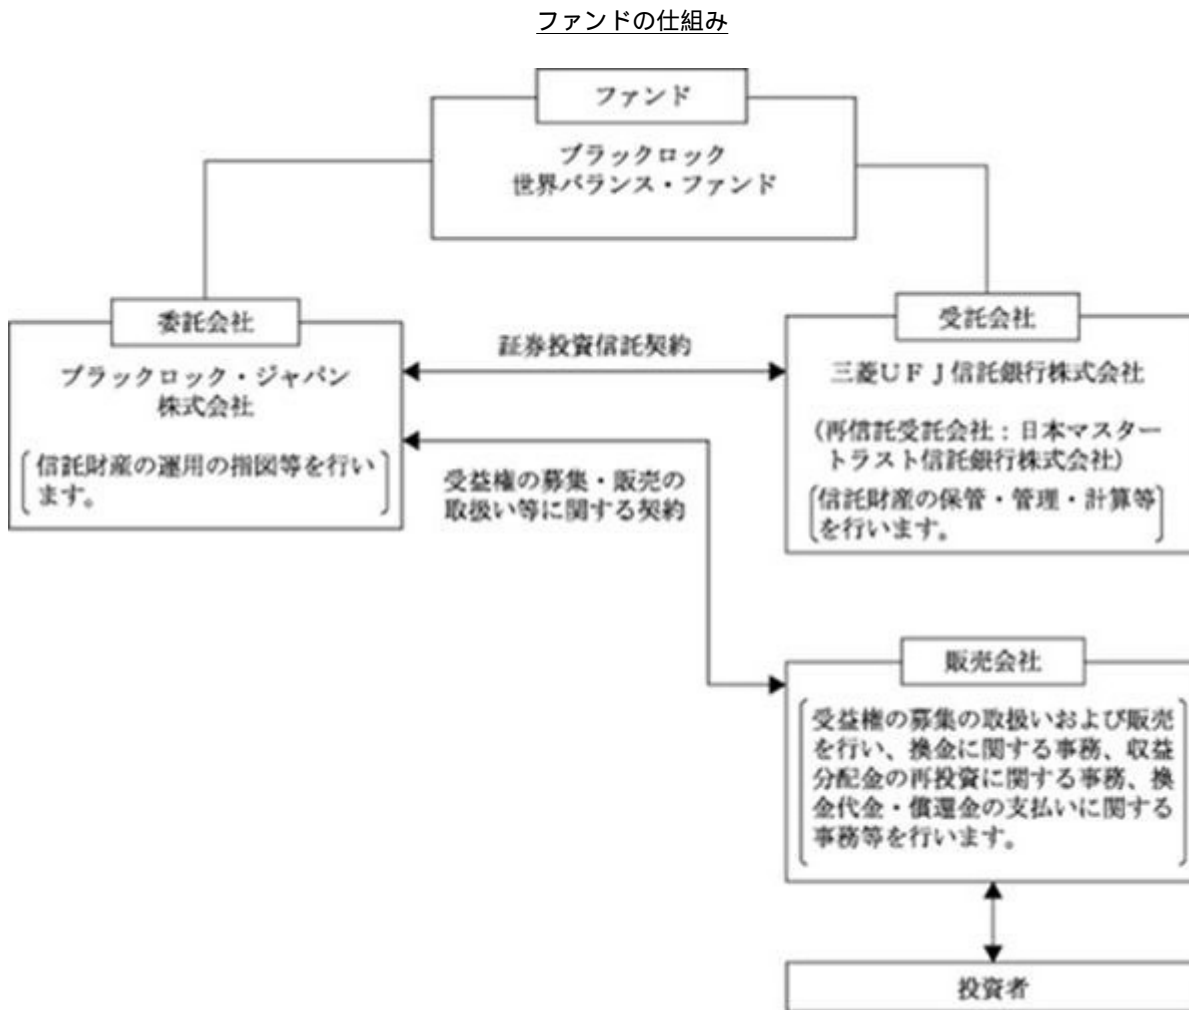 ファンドの仕組み
ファンド
ブラックロック
世界バランス・ファンド
委託会社
ブラックロック・ジャパン
株式会社
信託財産の運用の指図等を行い
ます。
証券投資信託契約
受益権の募集・販売の
取扱い等に関する契約
受託会社
三菱UFJ信託銀行株式会社
(再信託受託会社:日本マスター
トラスト信託銀行株式会社)
信託財産の保管・管理・計算等
を行います。
販売会社
受益権の募集の取扱いおよび販売
を行い、換金に関する事務、収益
分配金の再投資に関する事務、換
金代金・償還金の支払いに関する
事務等を行います。
投資者